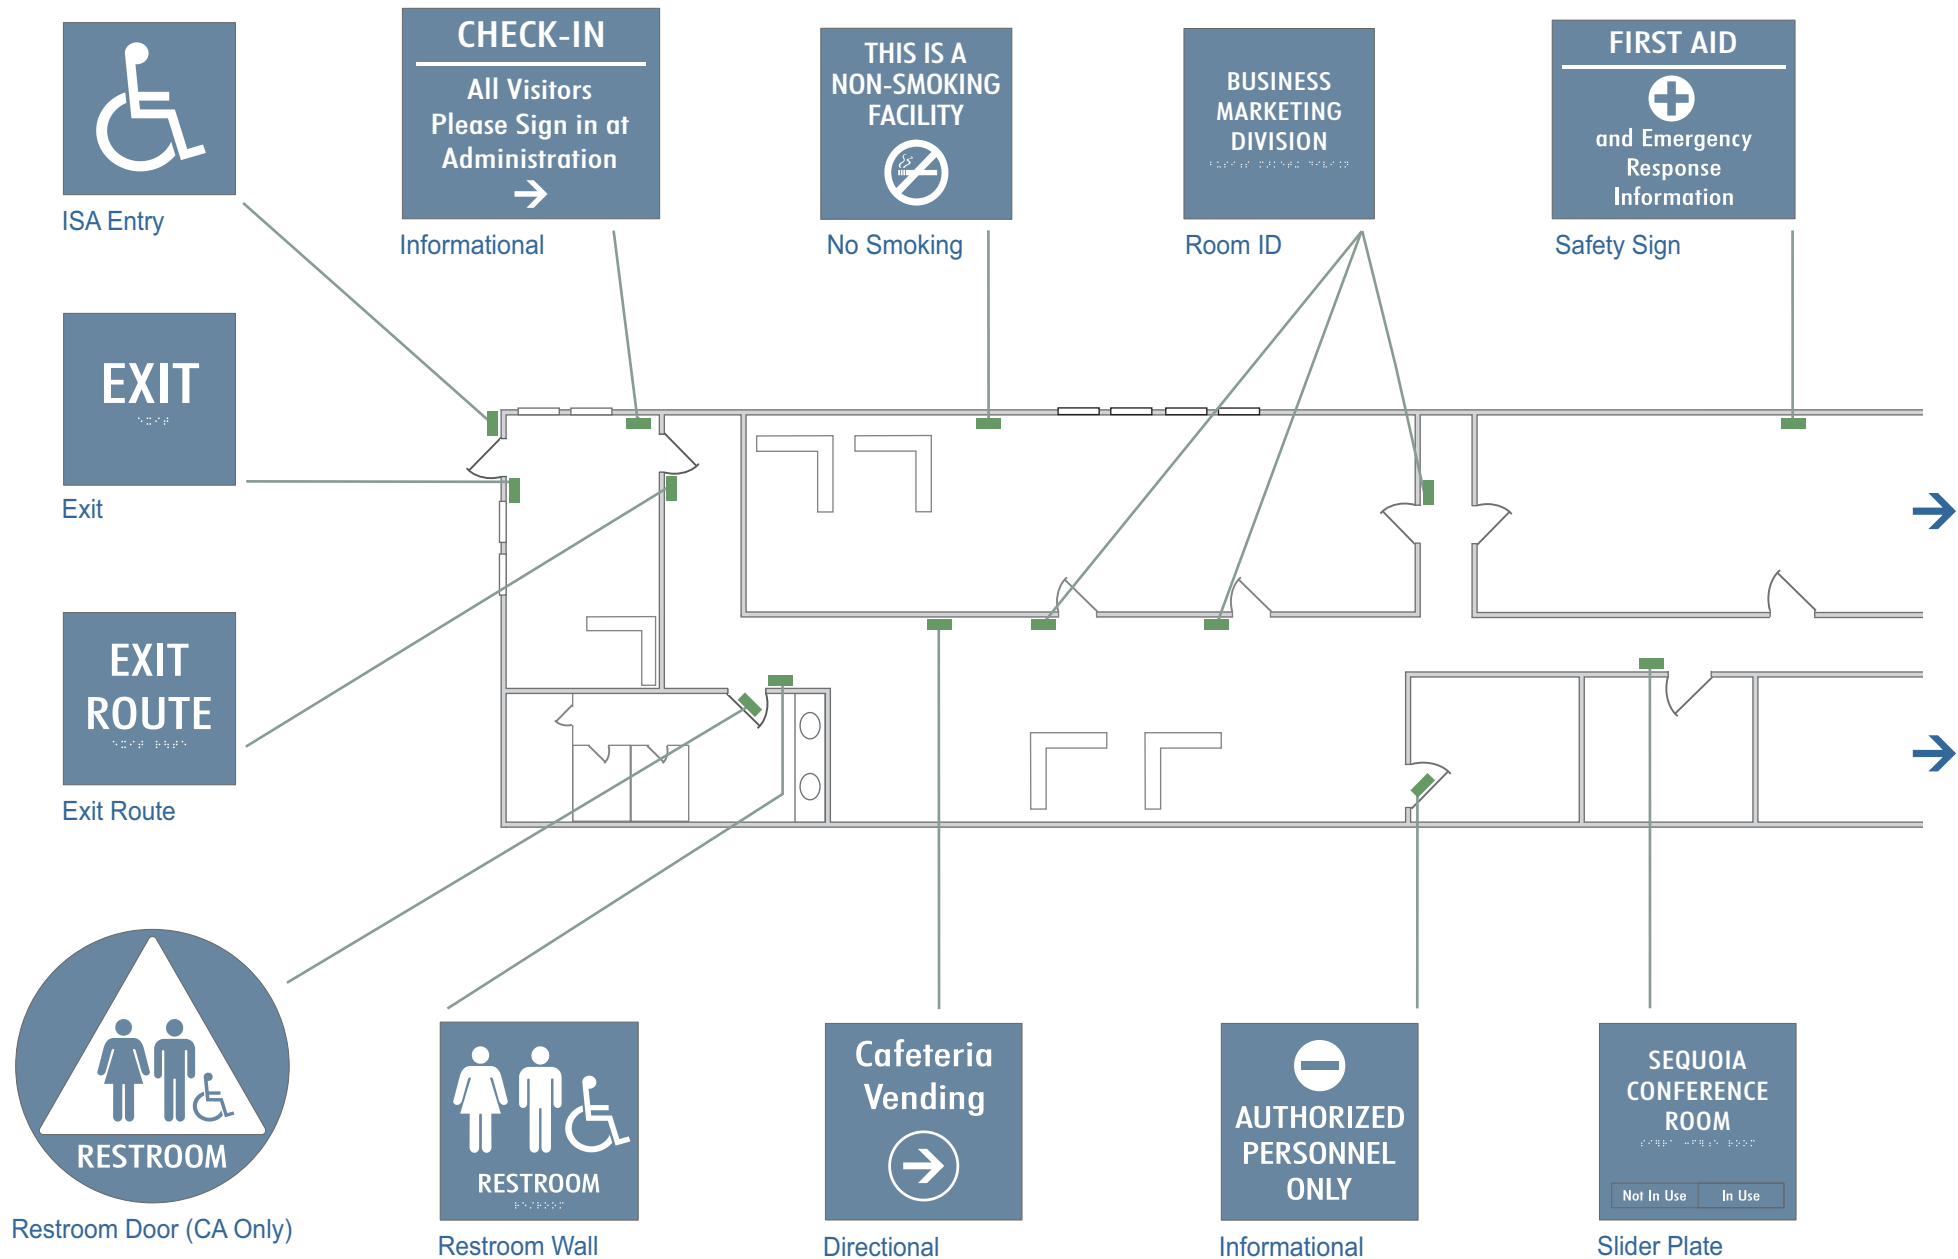 ISA Entry
CHECK-IN
All Visitors
Please Sign in at
Administration
Informational
THIS IS A
NON-SMOKING
FACILITY
No Smoking
BUSINESS
MARKETING
DIVISION
Room ID
FIRST AID
and Emergency
Response
Information
Safety Sign
EXIT
Exit
EXIT
ROUTE
Exit Route
RESTROOM
Restroom Door (CA Only)
RESTROOM
Restroom Wall
Cafeteria
Vending
Directional
AUTHORIZED
PERSONNEL
ONLY
Informational
SEQUOIA
CONFERENCE
ROOM
Not In Use In Use
Slider Plate